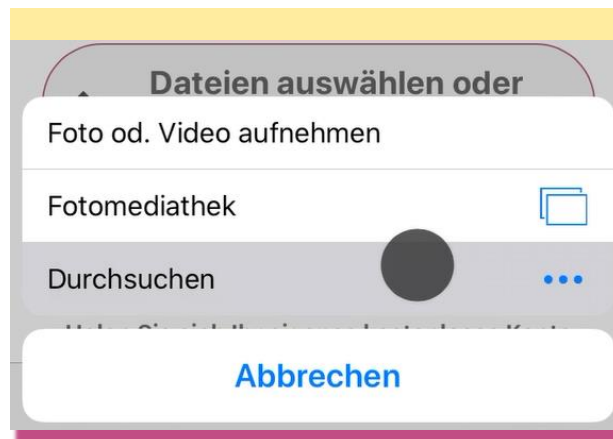 Dateien auswählen oder
Foto od. Video aufnehmen
Fotomediathek
Durchsuchen
Abbrechen